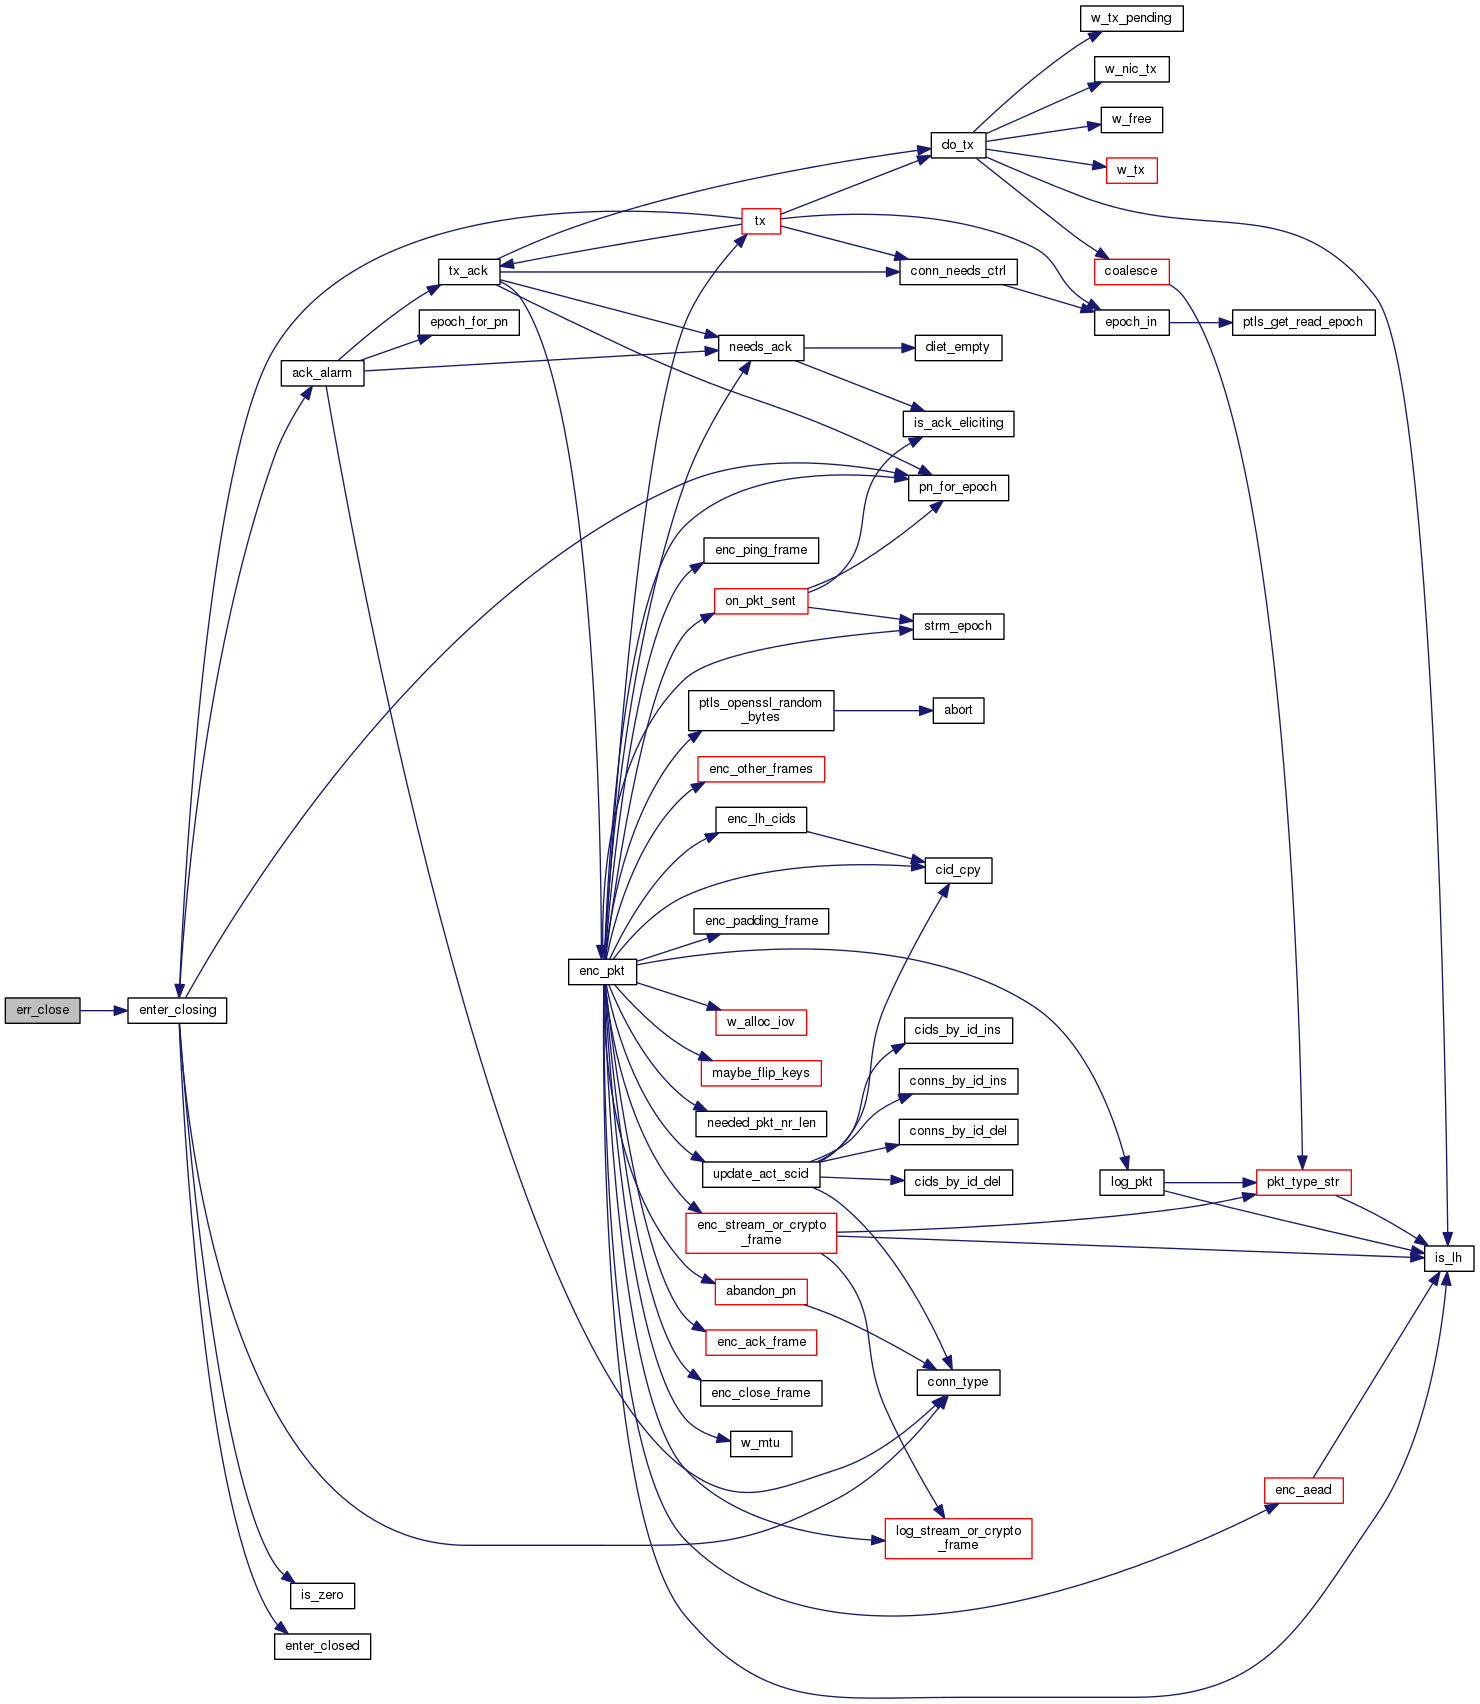 w_tx_pending
w_nic_tx
w_free
do_tx
w_tx
tx
tx_ack
conn_needs_ctrl
coalesce
epoch_for_pn
epoch_in
ptls_get_read_epoch
needs_ack
diet_empty
ack_alarm
is_ack_eliciting
pn_for_epoch
enc_ping_frame
on_pkt_sent
strm_epoch
ptls_openssl_random
_bytes
abort
enc_other_frames
enc_lh_cids
cid_cpy
enc_padding_frame
enc_pkt
err_close
enter_closing
w_alloc_iov
cids_by_id_ins
maybe_flip_keys
conns_by_id_ins
needed_pkt_nr_len
conns_by_id_del
update_act_scid
cids_by_id_del
log_pkt
pkt_type_str
enc_stream_or_crypto
_frame
is_lh
abandon_pn
enc_ack_frame
conn_type
enc_close_frame
w_mtu
enc_aead
log_stream_or_crypto
_frame
is_zero
enter_closed